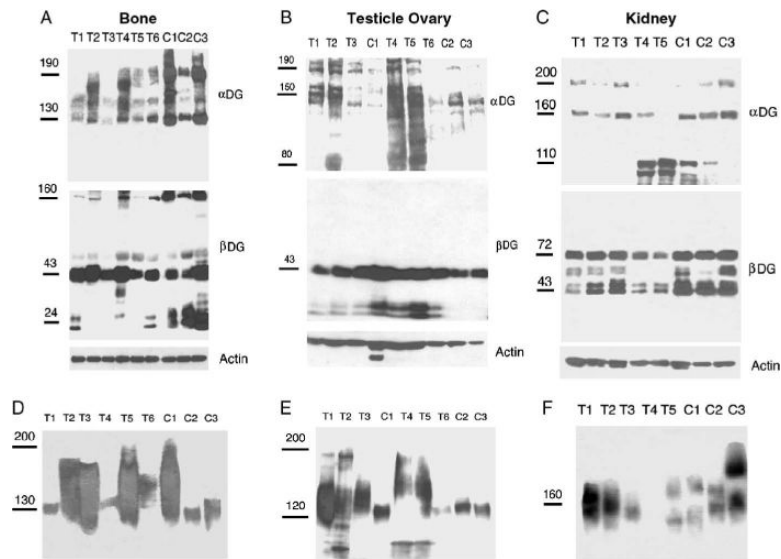 A Bone
T1 T2 T3 T4 T5 T6 C1 C2 C3
190
130
αDG
160
βDG
43
24
Actin
B Testicle Ovary
T1 T2 T3 C1 T4 T5 T6 C2 C3
190
150
αDG
80
βDG
43
Actin
C Kidney
T1 T2 T3 T4 T5 C1 C2 C3
200
160
αDG
110
72
βDG
43
Actin
D
T1 T2 T3 T4 T5 T6 C1 C2 C3
200
130
E
T1 T2 T3 C1 T4 T5 T6 C2 C3
200
120
F
T1 T2 T3 T4 T5 C1 C2 C3
160